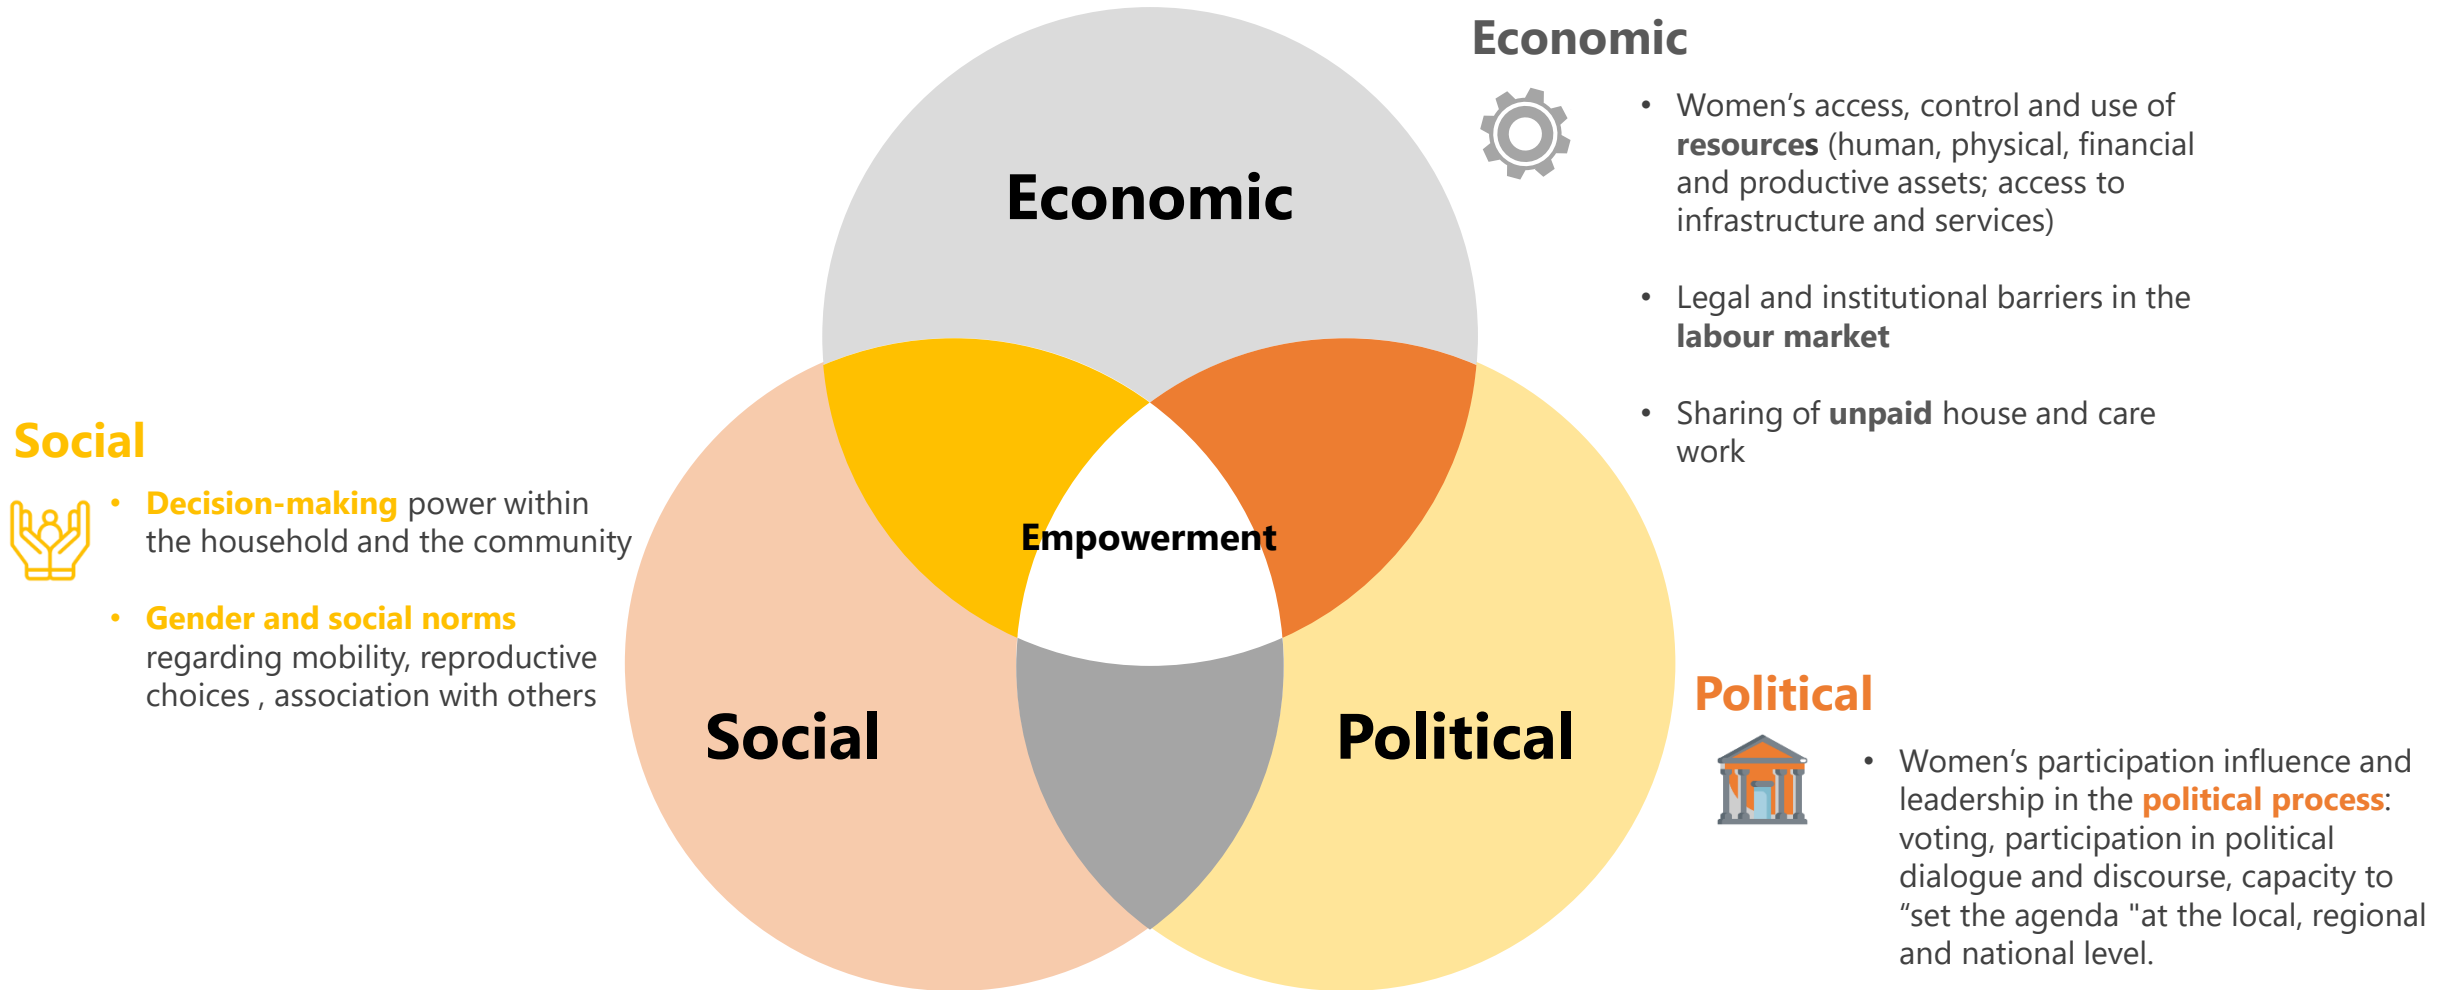 Economic
• Women’s access, control and use of
resources (human, physical, financial
and productive assets; access to
infrastructure and services)
• Legal and institutional barriers in the
labour market
• Sharing of unpaid house and care
work
Economic
Social
• Decision-making power within
the household and the community
• Gender and social norms
regarding mobility, reproductive
choices , association with others
Empowerment
Social
Political
Political
• Women’s participation influence and
leadership in the political process:
voting, participation in political
dialogue and discourse, capacity to
“set the agenda "at the local, regional
and national level.